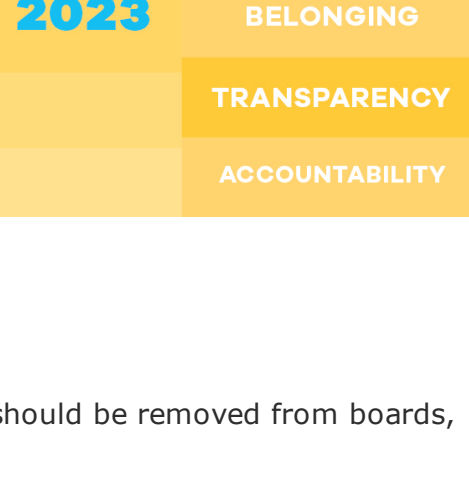 2023
BELONGING
TRANSPARENCY
ACCOUNTABILITY
should be removed from boards,